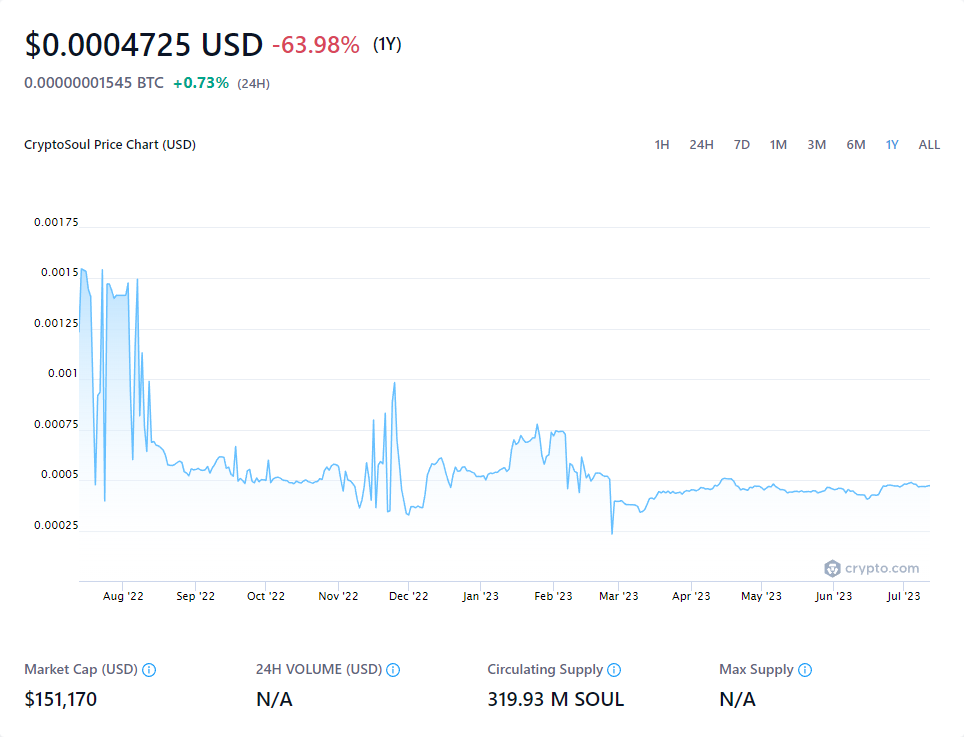 $0.0004725 USD -63.98% (1Y)
0.00000001545 BTC +0.73% (24H)
CryptoSoul Price Chart (USD) 1H 24H 7D 1M 3M 6M 1Y ALL
0.00175
0.0015
0.00125
0.001
0.00075
0.0005
0.00025
crypto.com
Aug '22 Sep '22 Oct '22 Nov '22 Dec '22 Jan '23 Feb '23 Mar '23 Apr '23 May '23 Jun '23 Jul '23
Market Cap (USD) 24H VOLUME (USD) Circulating Supply Max Supply
$151,170 N/A 319.93 M SOUL N/A